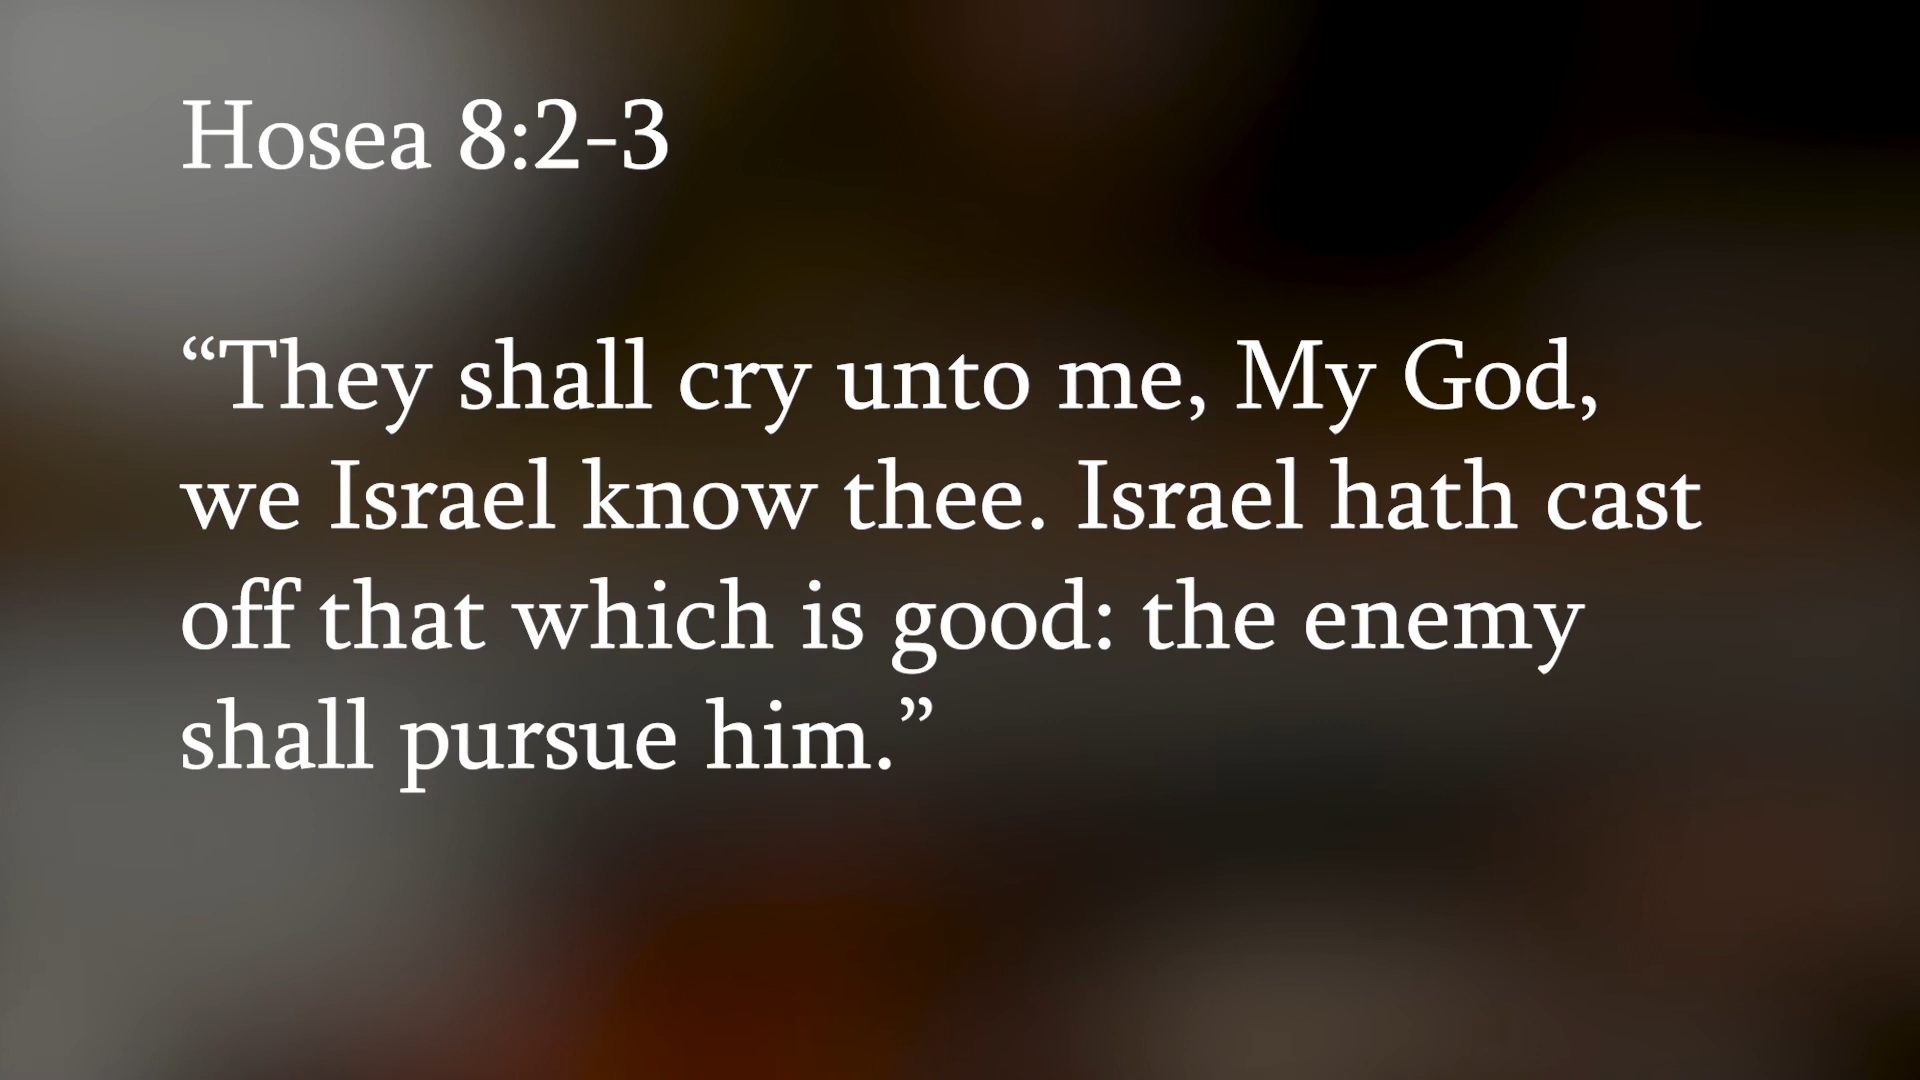 Hosea 8:2-3
“They shall cry unto me, My God,
we Israel know thee. Israel hath cast
off that which is good: the enemy
shall pursue him.”